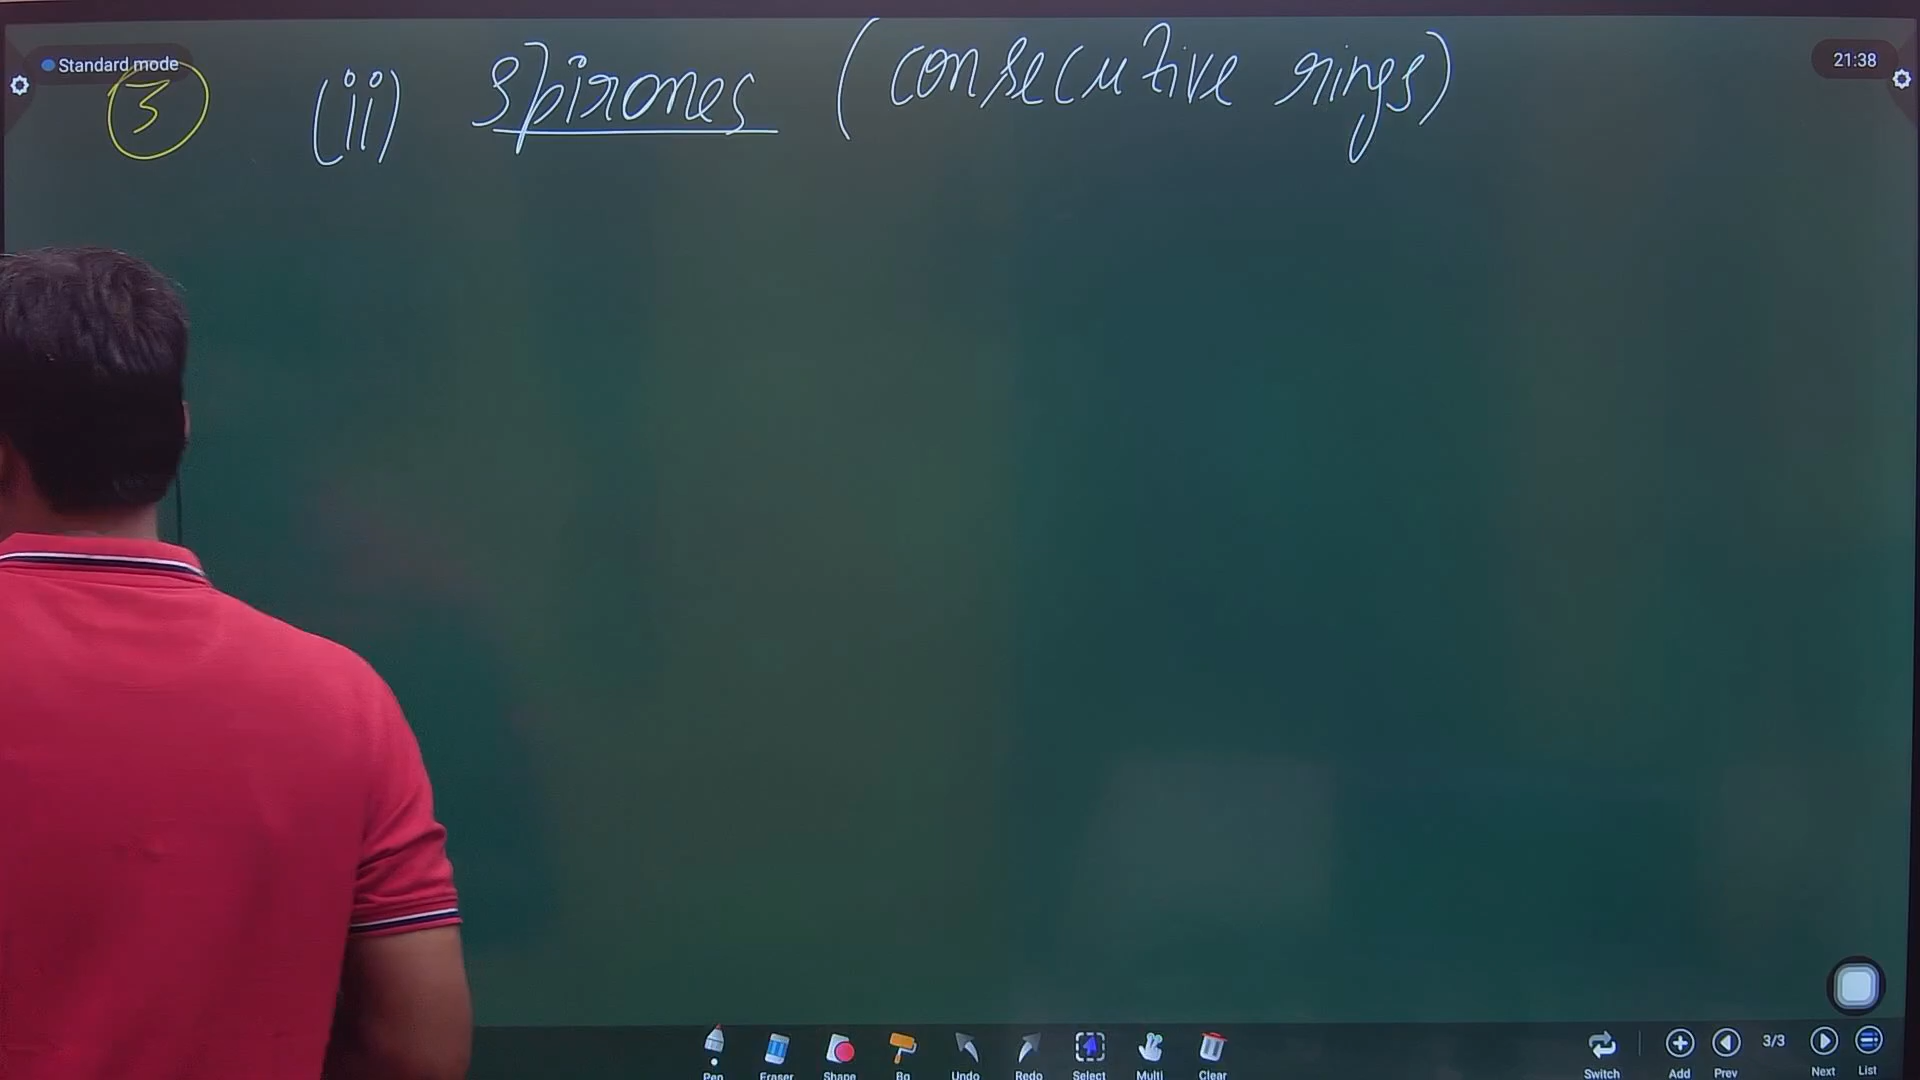 Standard mode
21:38
3 (ii) Spiranes (consecutive rings)
Pen Eraser Shape Bg Undo Redo Select Multi Clear Switch Add Prev 3/3 Next List